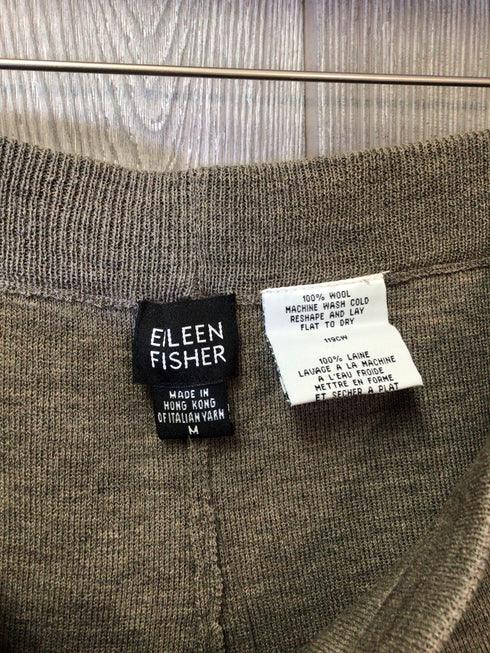 EILEEN
FISHER
MADE IN
HONG KONG
OF ITALIAN YARN
M
100% WOOL
MACHINE WASH COLD
RESHAPE AND LAY
FLAT TO DRY
119CW
100% LAINE
LAVAGE A LA MACHINE
A L'EAU FROIDE
METTRE EN FORME
ET SECHER A PLAT